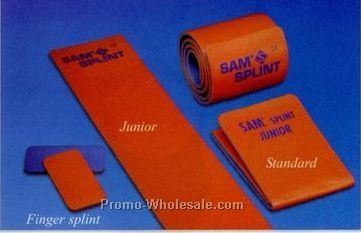 SAM® SPLINT
SAM®
SPLINT
Junior
SAM® SPLINT
JUNIOR
Standard
Finger splint
Promo-Wholesale.com